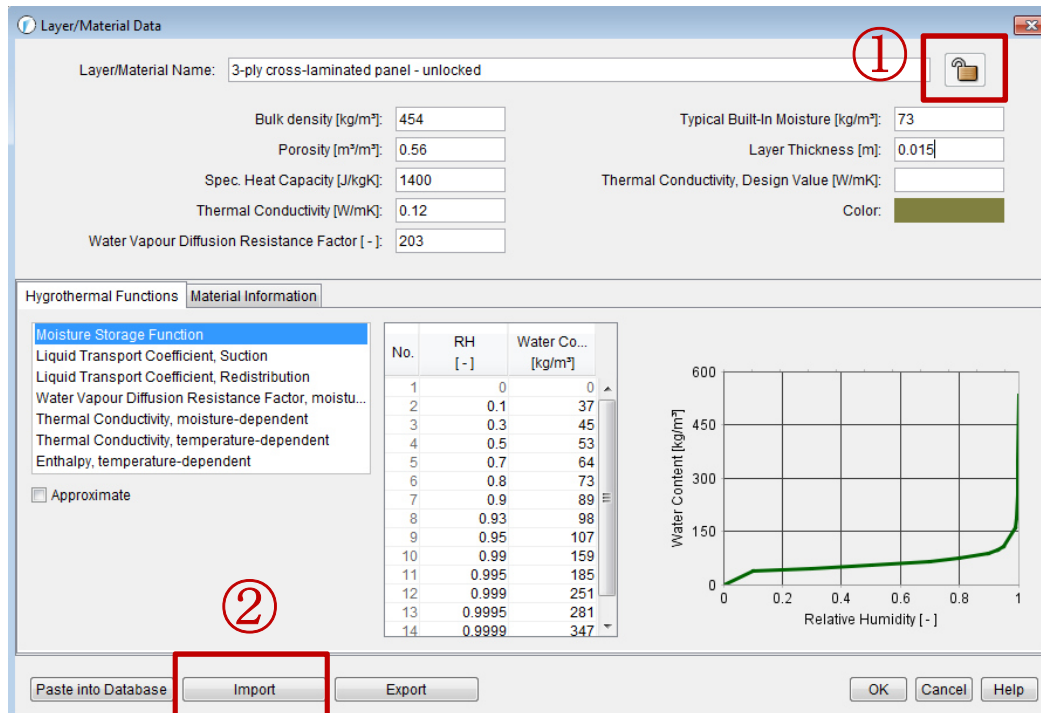 Layer/Material Data
①
Layer/Material Name: 3-ply cross-laminated panel - unlocked
Bulk density [kg/m³]: 454 Typical Built-In Moisture [kg/m³]: 73
Porosity [m³/m³]: 0.56 Layer Thickness [m]: 0.015
Spec. Heat Capacity [J/kgK]: 1400 Thermal Conductivity, Design Value [W/mK]:
Thermal Conductivity [W/mK]: 0.12 Color:
Water Vapour Diffusion Resistance Factor [ - ]: 203
Hygrothermal Functions Material Information
Moisture Storage Function
Liquid Transport Coefficient, Suction
Liquid Transport Coefficient, Redistribution
Water Vapour Diffusion Resistance Factor, moistu...
Thermal Conductivity, moisture-dependent
Thermal Conductivity, temperature-dependent
Enthalpy, temperature-dependent
Approximate
No. RH [ - ] Water Co... [kg/m³]
1 0 0
2 0.1 37
3 0.3 45
4 0.5 53
5 0.7 64
6 0.8 73
7 0.9 89
8 0.93 98
9 0.95 107
10 0.99 159
11 0.995 185
12 0.999 251
13 0.9995 281
14 0.9999 347
Water Content [kg/m³]
600
450
300
150
0
0 0.2 0.4 0.6 0.8 1
Relative Humidity [ - ]
②
Paste into Database Import Export OK Cancel Help